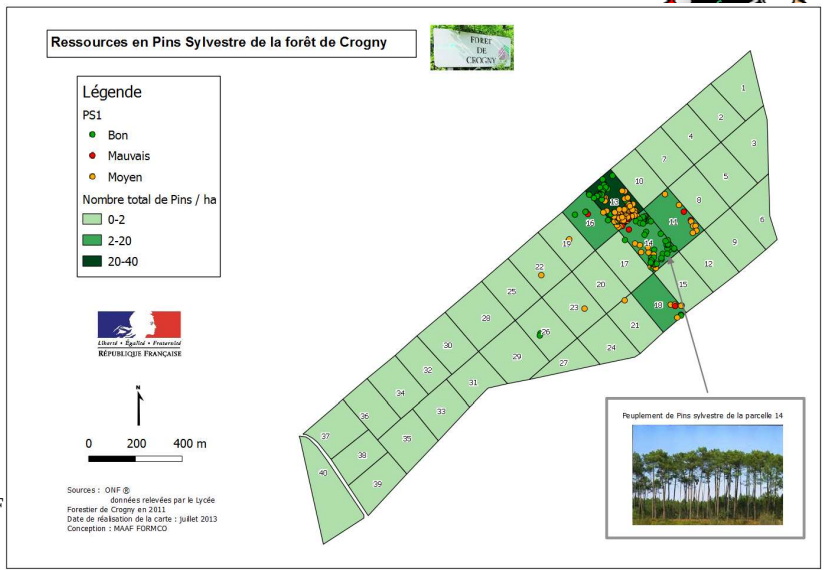 Ressources en Pins Sylvestre de la forêt de Crogny
FORET
DE
CROGNY
Légende
PS1
Bon
Mauvais
Moyen
Nombre total de Pins / ha
0-2
2-20
20-40
Liberté • Égalité • Fraternité
RÉPUBLIQUE FRANÇAISE
N
0 200 400 m
Sources : ONF ®
données relevées par le Lycée
Forestier de Crogny en 2011
Date de réalisation de la carte : juillet 2013
Conception : MAAF FORMCO
1
2
3
4
5
6
7
8
9
10
11
12
13
14
15
16
17
18
19
20
21
22
23
24
25
26
27
28
29
30
31
32
33
34
35
36
37
38
39
40
Peuplement de Pins sylvestre de la parcelle 14